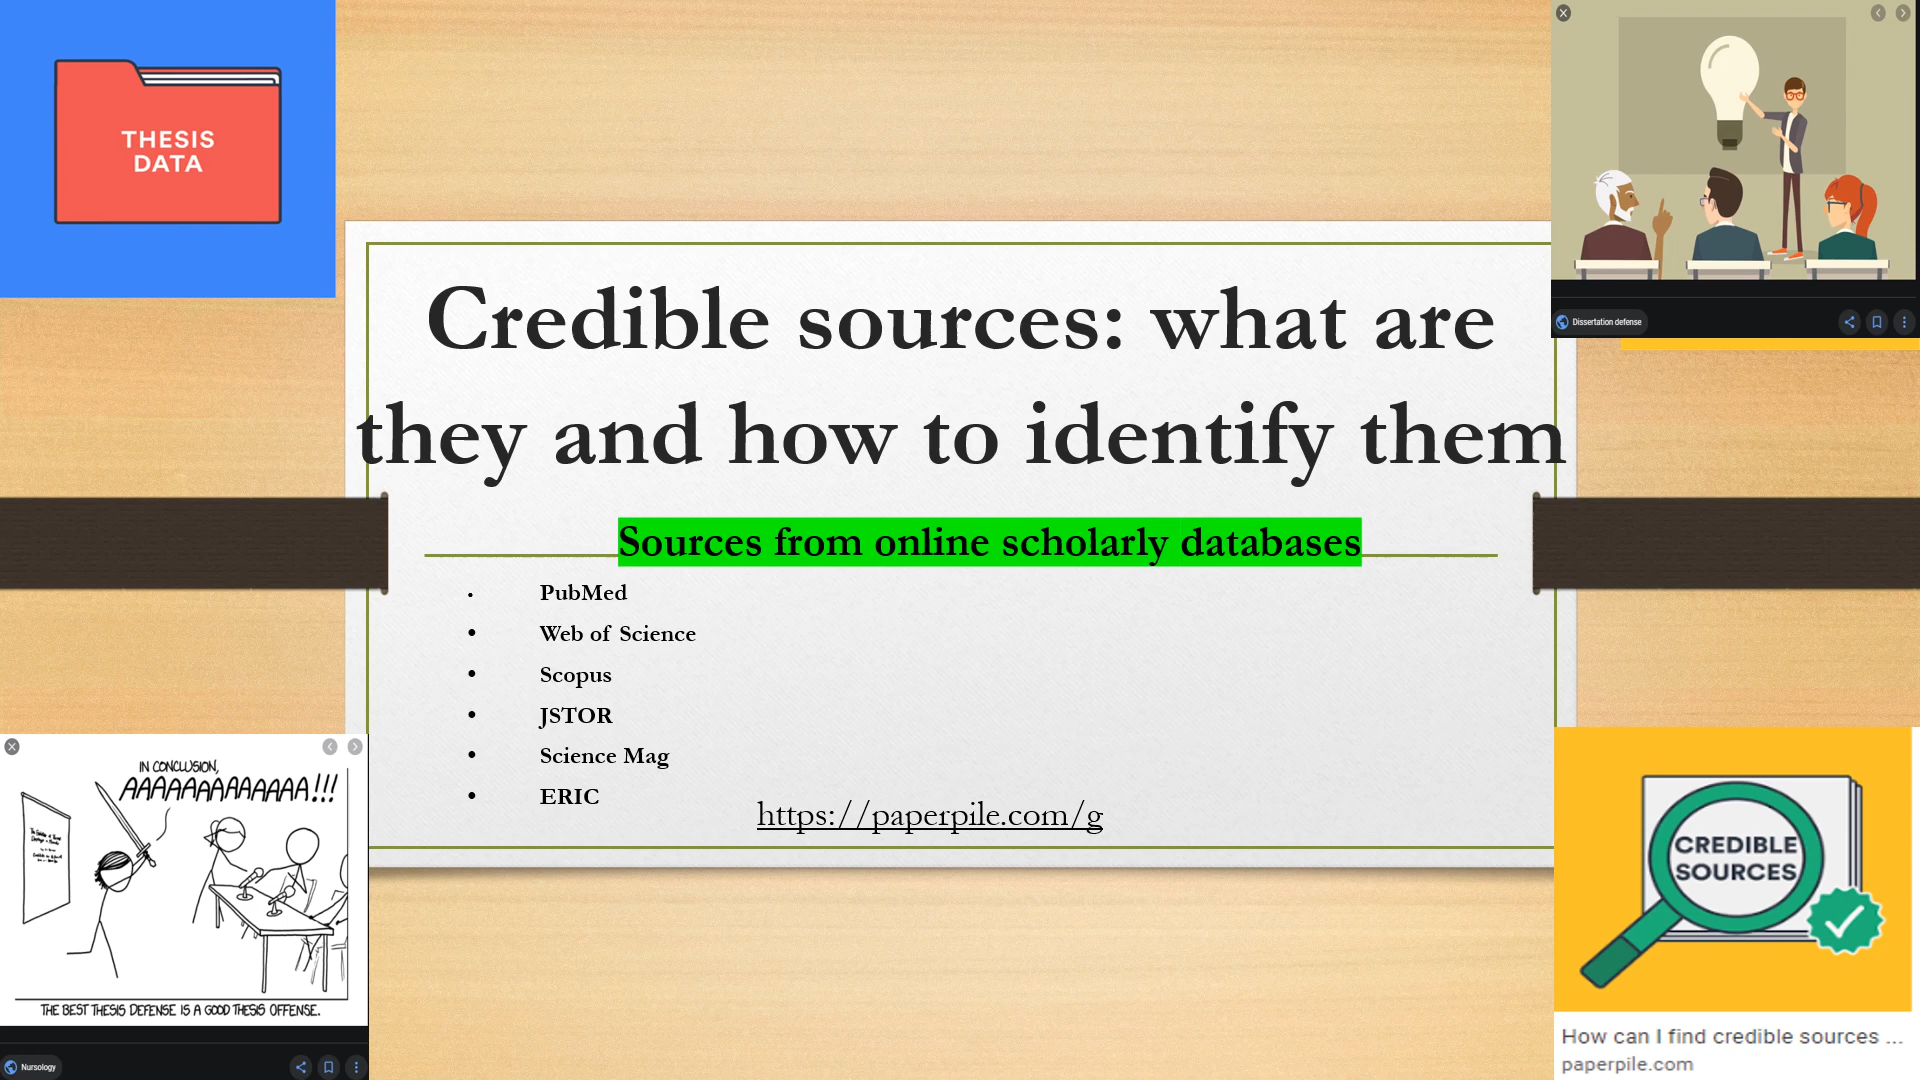 THESIS
DATA
Dissertation defense
Credible sources: what are
they and how to identify them
Sources from online scholarly databases
• PubMed
• Web of Science
• Scopus
• JSTOR
• Science Mag
• ERIC
https://paperpile.com/g
IN CONCLUSION,
AAAAAAAAAAAAA!!!
THE BEST THESIS DEFENSE IS A GOOD THESIS OFFENSE.
Nursology
CREDIBLE
SOURCES
How can I find credible sources ...
paperpile.com